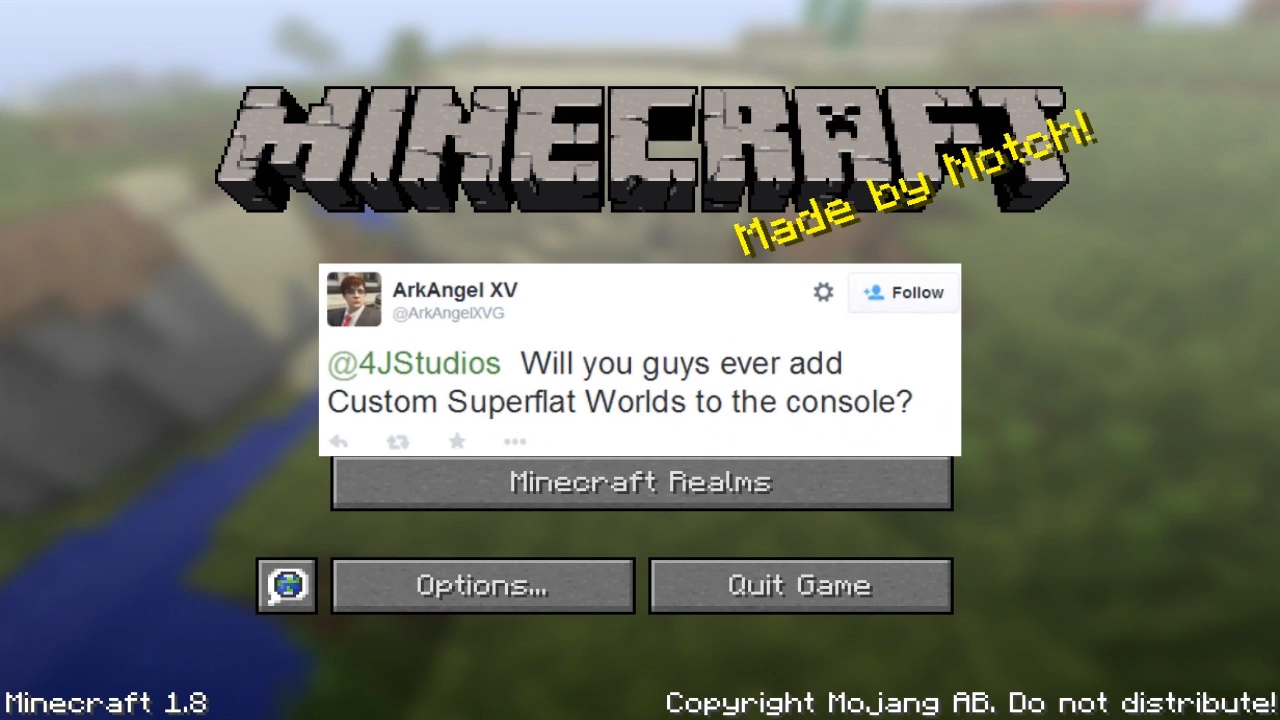 MINECRAFT
Made by Notch!
ArkAngel XV
@ArkAngelXVG
Follow
@4JStudios Will you guys ever add
Custom Superflat Worlds to the console?
Minecraft Realms
Options...
Quit Game
Minecraft 1.8
Copyright Mojang AB. Do not distribute!